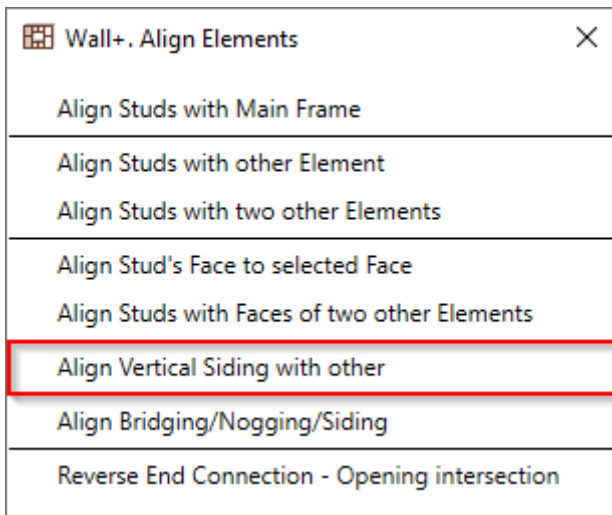 Wall+. Align Elements
Align Studs with Main Frame
Align Studs with other Element
Align Studs with two other Elements
Align Stud's Face to selected Face
Align Studs with Faces of two other Elements
Align Vertical Siding with other
Align Bridging/Nogging/Siding
Reverse End Connection - Opening intersection